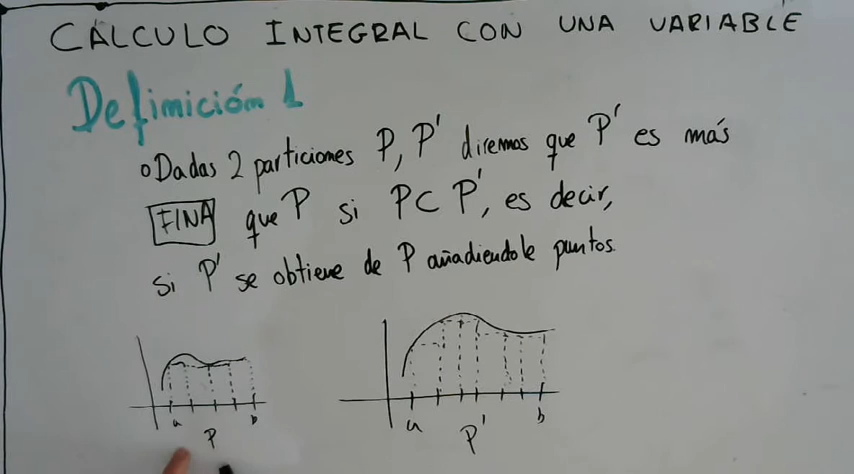 CÁLCULO INTEGRAL CON UNA VARIABLE
Definición 1
Dadas 2 particiones P, P' diremos que P' es más
FINA que P si P⊂P', es decir,
si P' se obtiene de P añadiendole puntos.
a b
P
a b
P'